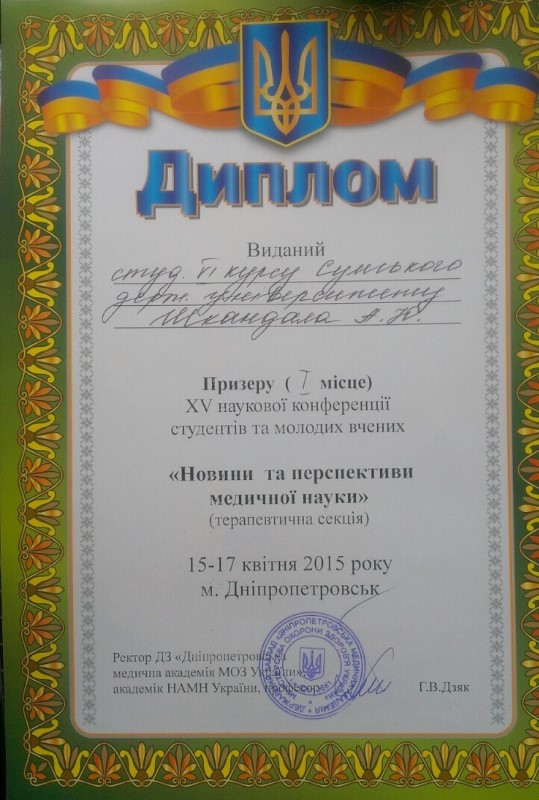 Диплом
Виданий
студ. VI курсу Сумського
держ. університету
Шкандала А. Ю.
Призеру ( I місце)
XV наукової конференції
студентів та молодих вчених
«Новини та перспективи
медичної науки»
(терапевтична секція)
15-17 квітня 2015 року
м. Дніпропетровськ
Ректор ДЗ «Дніпропетровська
медична академія МОЗ України»,
академік НАМН України, професор
Г.В.Дзяк